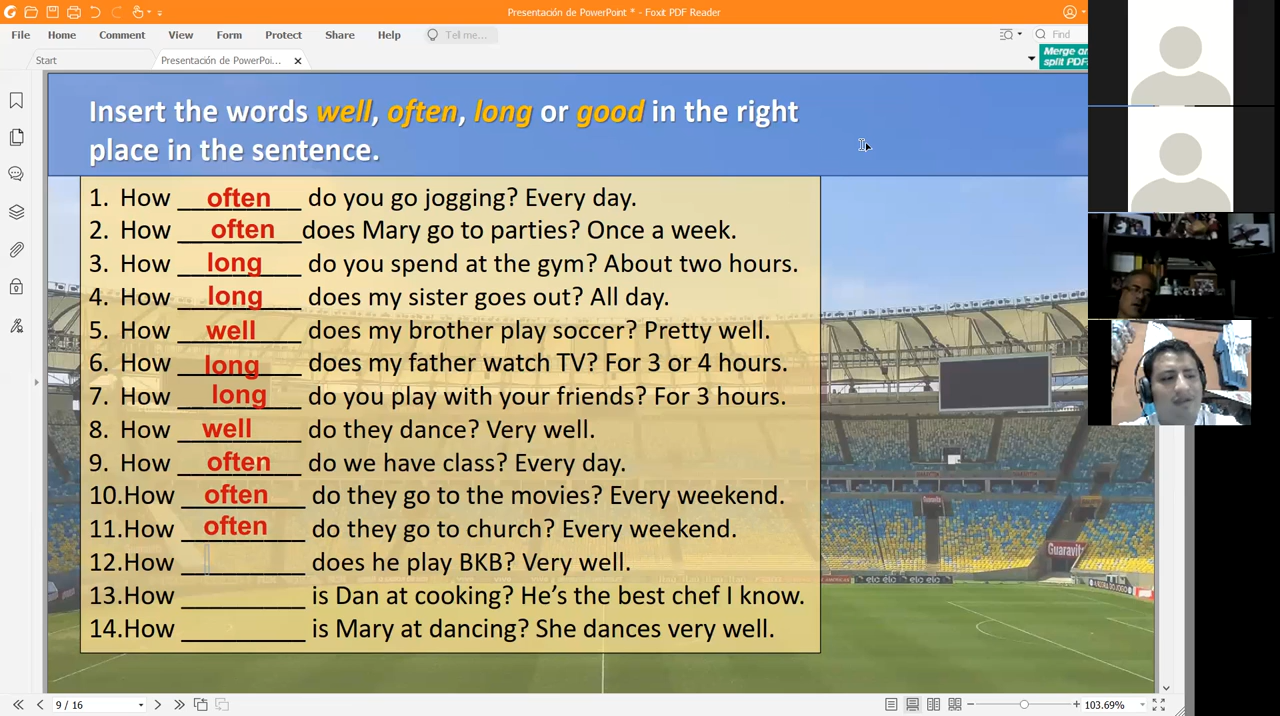 Presentación de PowerPoint * - Foxit PDF Reader
File Home Comment View Form Protect Share Help Tell me... Find
Start Presentación de PowerPoi... Merge an
split PDF
Insert the words well, often, long or good in the right
place in the sentence.
1. How often do you go jogging? Every day.
2. How often does Mary go to parties? Once a week.
3. How long do you spend at the gym? About two hours.
4. How long does my sister goes out? All day.
5. How well does my brother play soccer? Pretty well.
6. How long does my father watch TV? For 3 or 4 hours.
7. How long do you play with your friends? For 3 hours.
8. How well do they dance? Very well.
9. How often do we have class? Every day.
10.How often do they go to the movies? Every weekend.
11.How often do they go to church? Every weekend.
12.How __________ does he play BKB? Very well.
13.How __________ is Dan at cooking? He's the best chef I know.
14.How __________ is Mary at dancing? She dances very well.
Guaravit
elo elo elo
9 / 16 103.69%